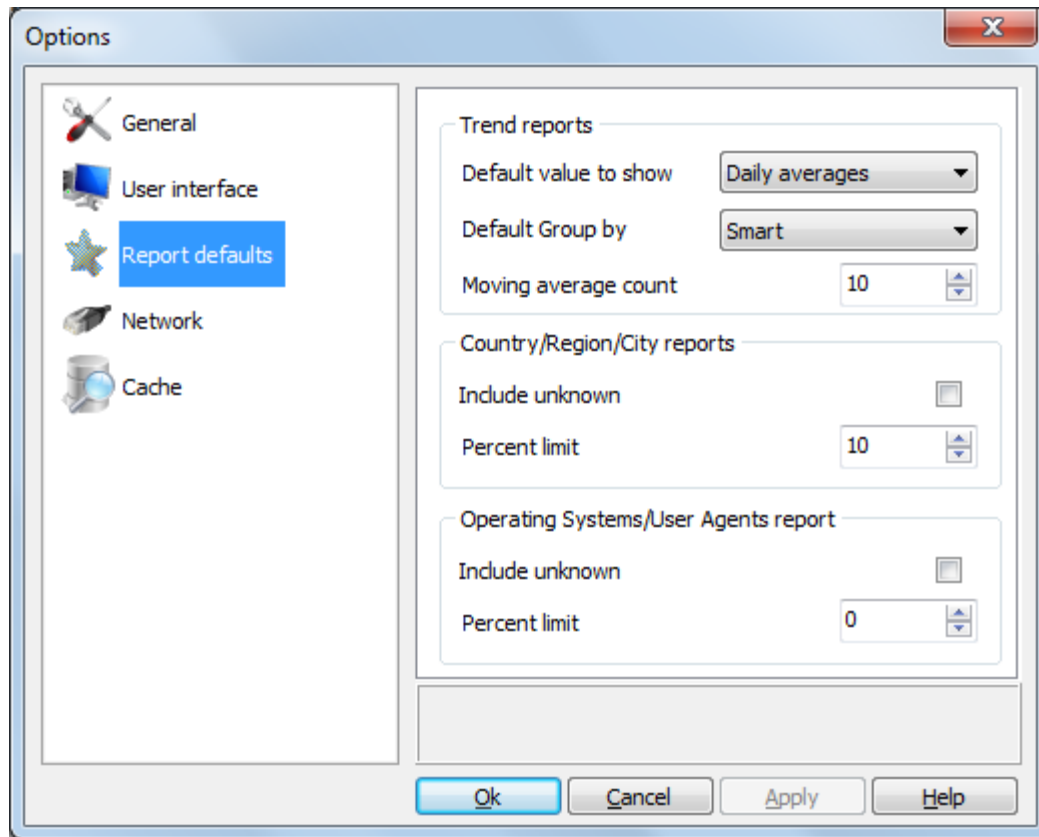 Options
General
User interface
Report defaults
Network
Cache
Trend reports
Default value to show Daily averages
Default Group by Smart
Moving average count 10
Country/Region/City reports
Include unknown
Percent limit 10
Operating Systems/User Agents report
Include unknown
Percent limit 0
Ok Cancel Apply Help